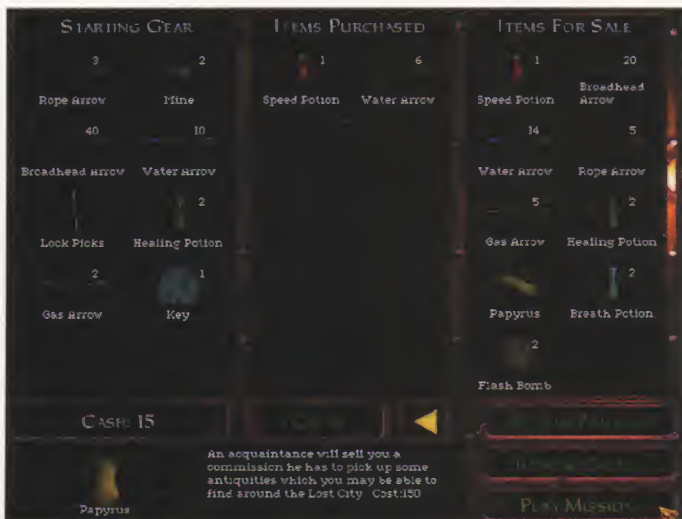 STARTING GEAR
3
Rope Arrow
2
Mine
40
Broadhead Arrow
10
Water Arrow
Lock Picks
2
Healing Potion
2
Gas Arrow
1
Key
CASH: 15
ITEMS PURCHASED
1
Speed Potion
6
Water Arrow
ITEMS FOR SALE
1
Speed Potion
20
Broadhead
Arrow
14
Water Arrow
5
Rope Arrow
5
Gas Arrow
2
Healing Potion
Papyrus
2
Breath Potion
2
Flash Bomb
Papyrus
An acquaintance will sell you a
commission he has to pick up some
antiquities which you may be able to
find around the Lost City Cost:150
PLAY MISSION